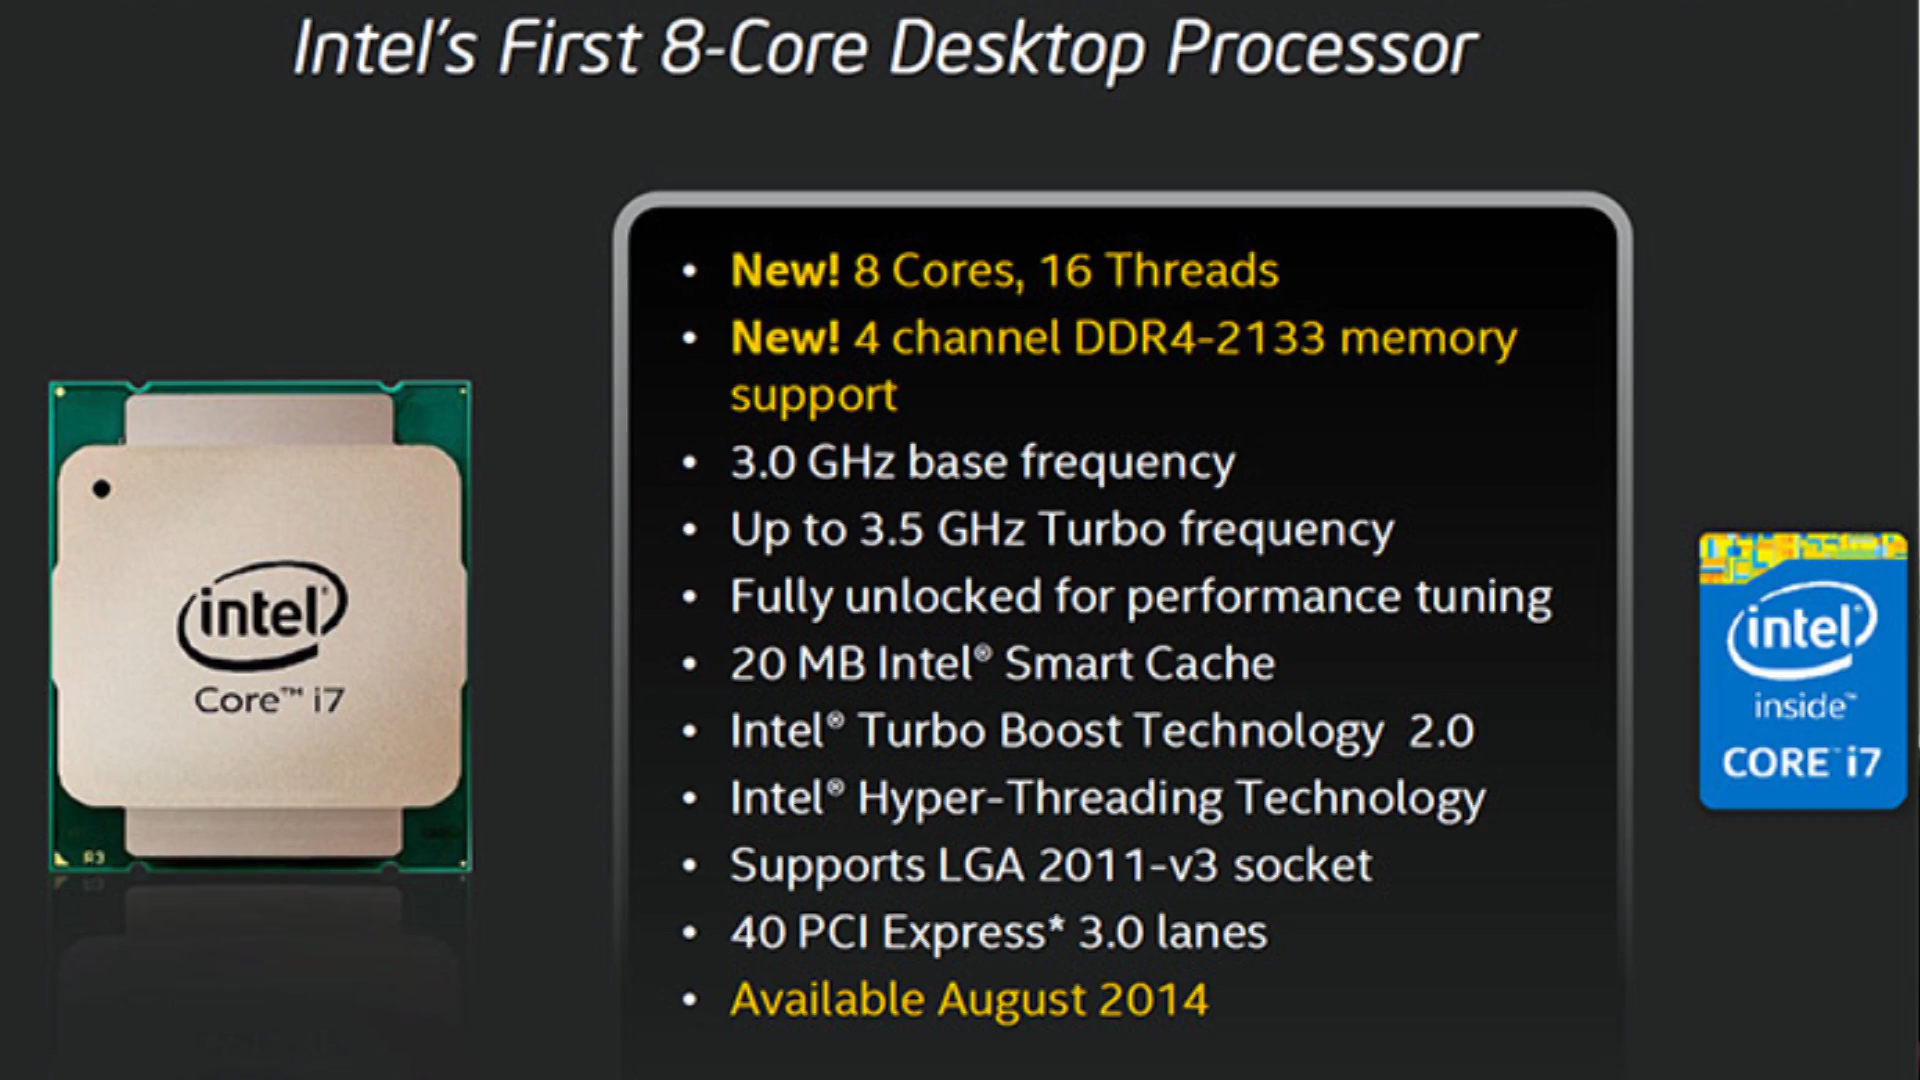 Intel's First 8-Core Desktop Processor
• New! 8 Cores, 16 Threads
• New! 4 channel DDR4-2133 memory
support
• 3.0 GHz base frequency
• Up to 3.5 GHz Turbo frequency
• Fully unlocked for performance tuning
• 20 MB Intel® Smart Cache
• Intel® Turbo Boost Technology 2.0
• Intel® Hyper-Threading Technology
• Supports LGA 2011-v3 socket
• 40 PCI Express* 3.0 lanes
• Available August 2014
intel®
Core™ i7
R3
intel®
inside™
CORE™ i7